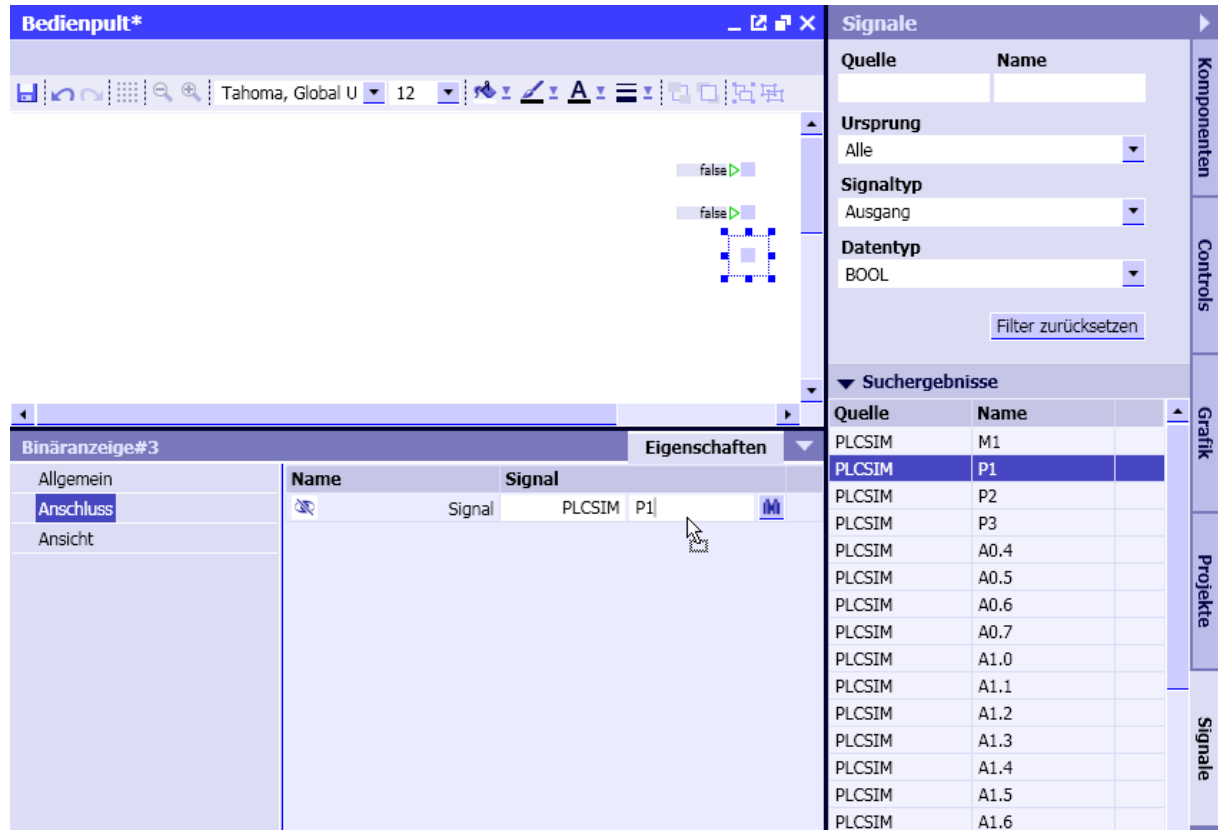 Bedienpult*
Tahoma, Global U 12
false
false
Binäranzeige#3
Eigenschaften
Allgemein
Anschluss
Ansicht
Name Signal
Signal PLCSIM P1
Signale
Quelle Name
Ursprung
Alle
Signaltyp
Ausgang
Datentyp
BOOL
Filter zurücksetzen
Suchergebnisse
Quelle Name
PLCSIM M1
PLCSIM P1
PLCSIM P2
PLCSIM P3
PLCSIM A0.4
PLCSIM A0.5
PLCSIM A0.6
PLCSIM A0.7
PLCSIM A1.0
PLCSIM A1.1
PLCSIM A1.2
PLCSIM A1.3
PLCSIM A1.4
PLCSIM A1.5
PLCSIM A1.6
Komponenten
Controls
Grafik
Projekte
Signale